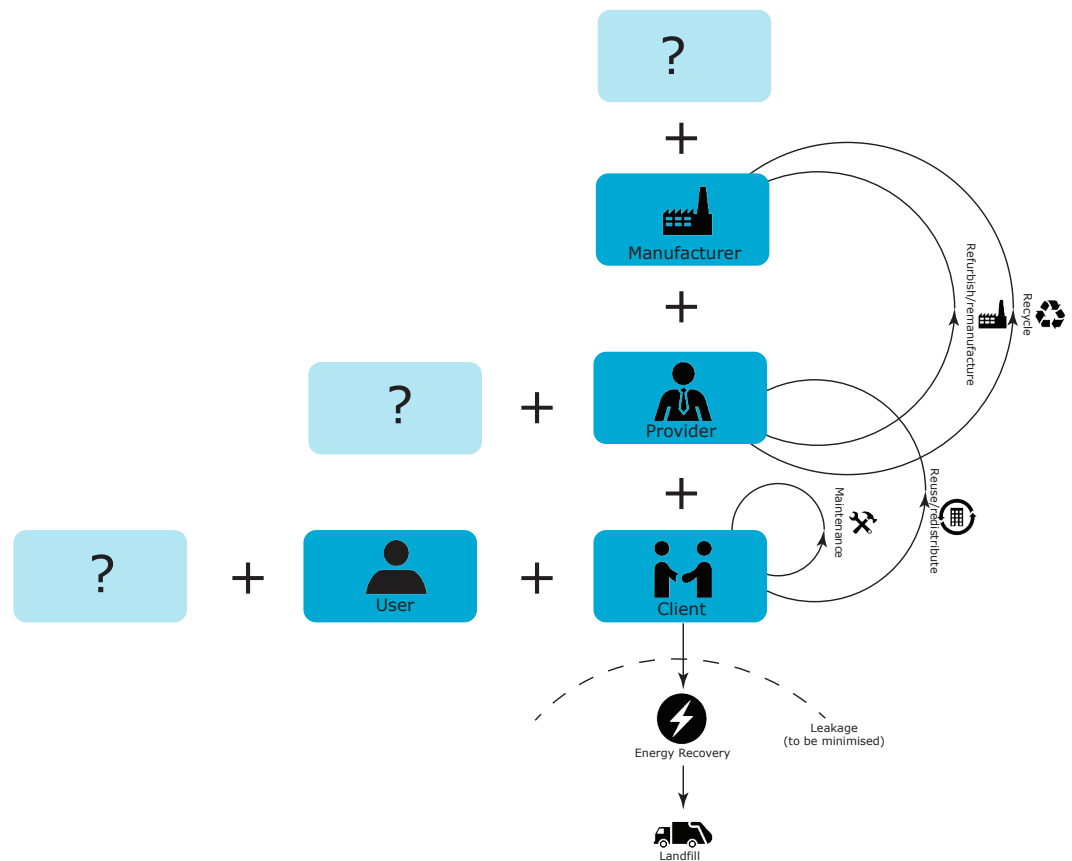 ?
+
Manufacturer
+
Refurbish/remanufacture
Recycle
?
+
Provider
+
Maintenance
Reuse/redistribute
?
+
User
+
Client
Leakage
(to be minimised)
Energy Recovery
Landfill